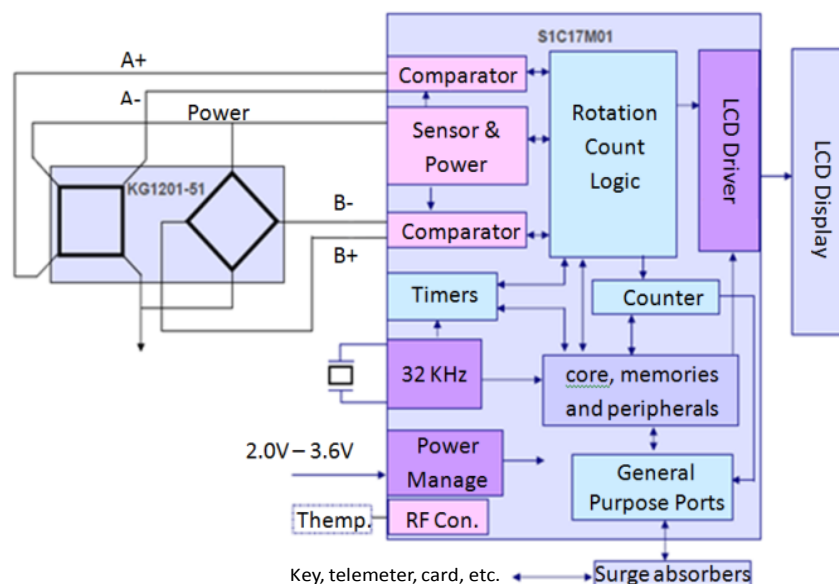 S1C17M01
A+
Comparator
A-
Power
Sensor &
Power
Rotation
Count
Logic
LCD Driver
LCD Display
KG1201-51
B-
Comparator
B+
Timers
Counter
32 KHz
core, memories
and peripherals
2.0V – 3.6V
Power
Manage
General
Purpose Ports
Themp.
RF Con.
Key, telemeter, card, etc.
Surge absorbers